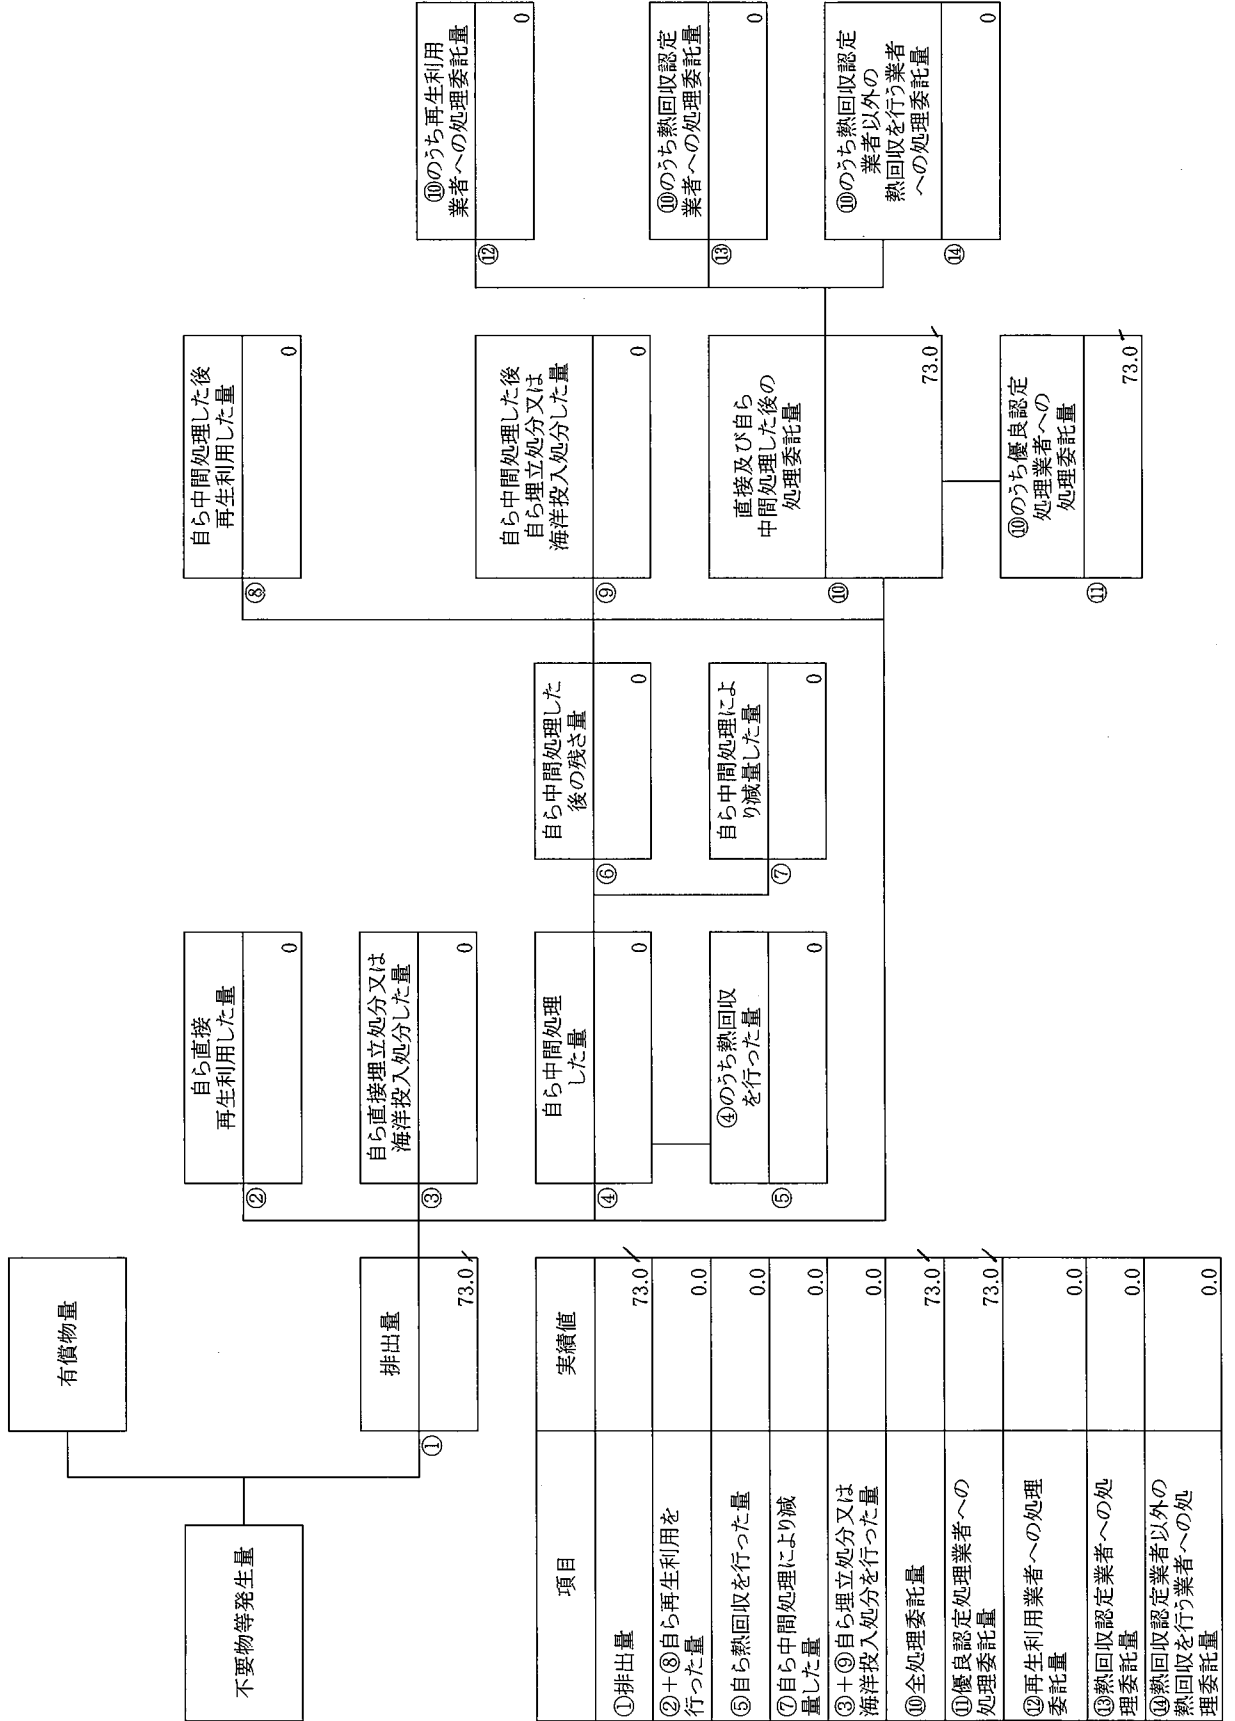 有償物量
不要物等発生量
排出量
①
73.0
自ら直接
再生利用した量
②
0
自ら直接埋立処分又は
海洋投入処分した量
③
0
自ら中間処理
した量
④
0
④のうち熱回収
を行った量
⑤
0
自ら中間処理した
後の残さ量
⑥
0
自ら中間処理によ
り減量した量
⑦
0
自ら中間処理した後
再生利用した量
⑧
0
自ら中間処理した後
自ら埋立処分又は
海洋投入処分した量
⑨
0
直接及び自ら
中間処理した後の
処理委託量
⑩
73.0
⑩のうち優良認定
処理業者への
処理委託量
⑪
73.0
⑩のうち再生利用
業者への処理委託量
⑫
0
⑩のうち熱回収認定
業者への処理委託量
⑬
0
⑩のうち熱回収認定
業者以外の
熱回収を行う業者
への処理委託量
⑭
0
項目 実績値
①排出量 73.0
②+⑧自ら再生利用を
行った量 0.0
⑤自ら熱回収を行った量 0.0
⑦自ら中間処理により減
量した量 0.0
③+⑨自ら埋立処分又は
海洋投入処分を行った量 0.0
⑩全処理委託量 73.0
⑪優良認定処理業者への
処理委託量 73.0
⑫再生利用業者への処理
委託量 0.0
⑬熱回収認定業者への処
理委託量 0.0
⑭熱回収認定業者以外の
熱回収を行う業者への処
理委託量 0.0